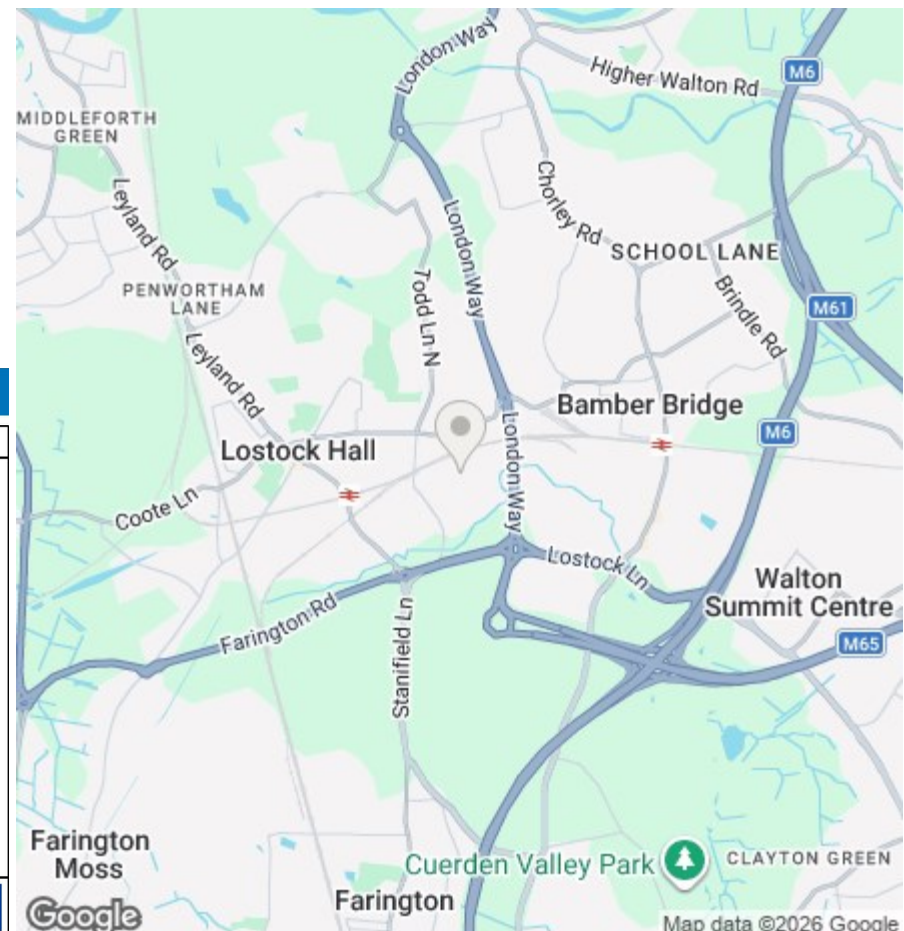 London Way
Higher Walton Rd
M6
MIDDLEFORTH
GREEN
Leyland Rd
London Way
Chorley Rd
SCHOOL LANE
PENWORTHAM
LANE
Todd Ln N
Brindle Rd
M61
Leyland Rd
Bamber Bridge
M6
Lostock Hall
London Way
Coote Ln
Lostock Ln
Walton
Summit Centre
Farington Rd
Stanifield Ln
M65
Farington
Moss
Cuerden Valley Park
CLAYTON GREEN
Farington
Google
Map data ©2026 Google